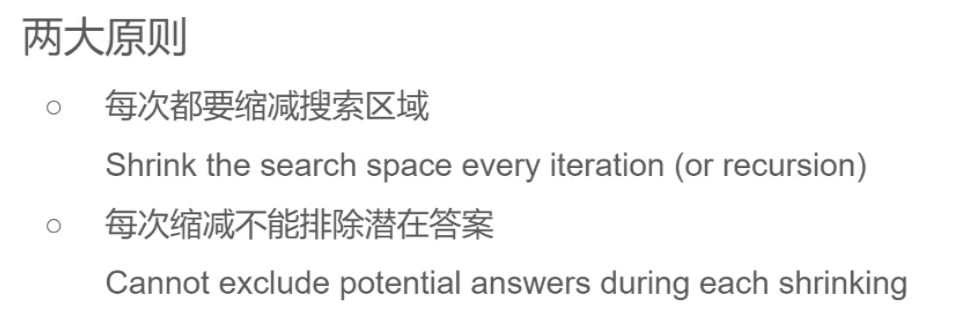 两大原则
每次都要缩减搜索区域
Shrink the search space every iteration (or recursion)
每次缩减不能排除潜在答案
Cannot exclude potential answers during each shrinking